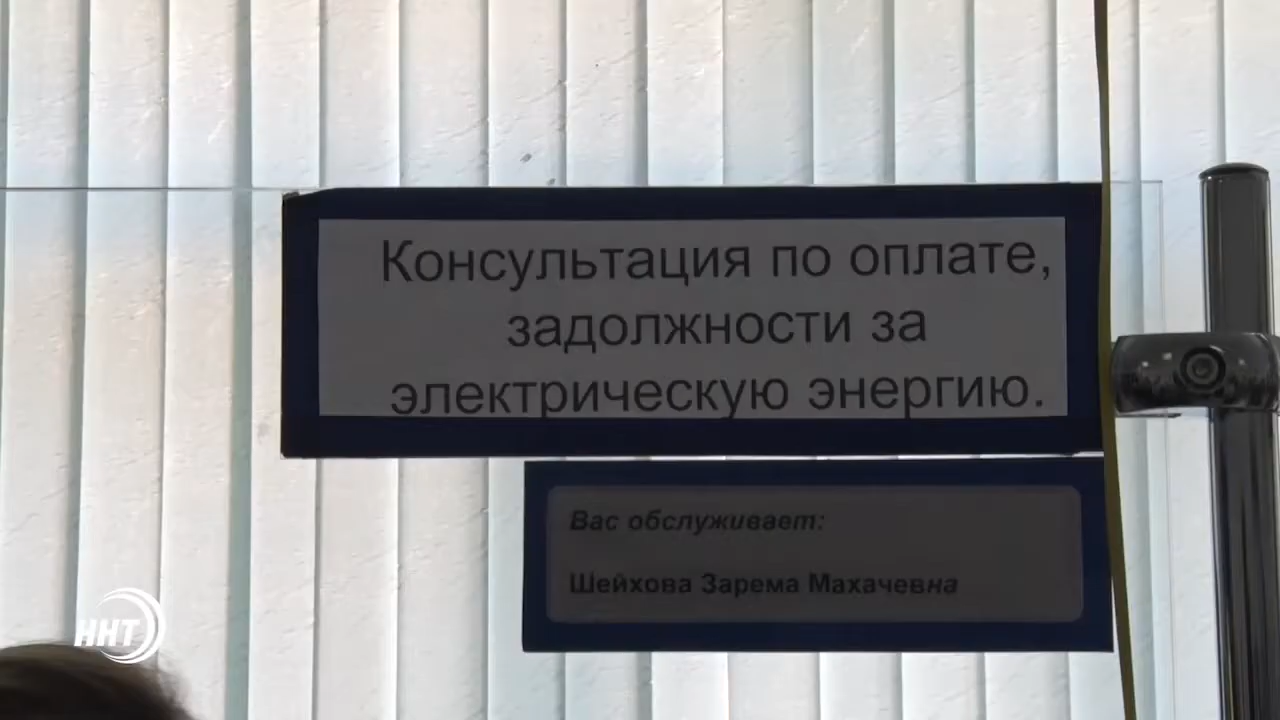 Консультация по оплате,
задолжности за
электрическую энергию.
Вас обслуживает:
Шейхова Зарема Махачевна
ННТ